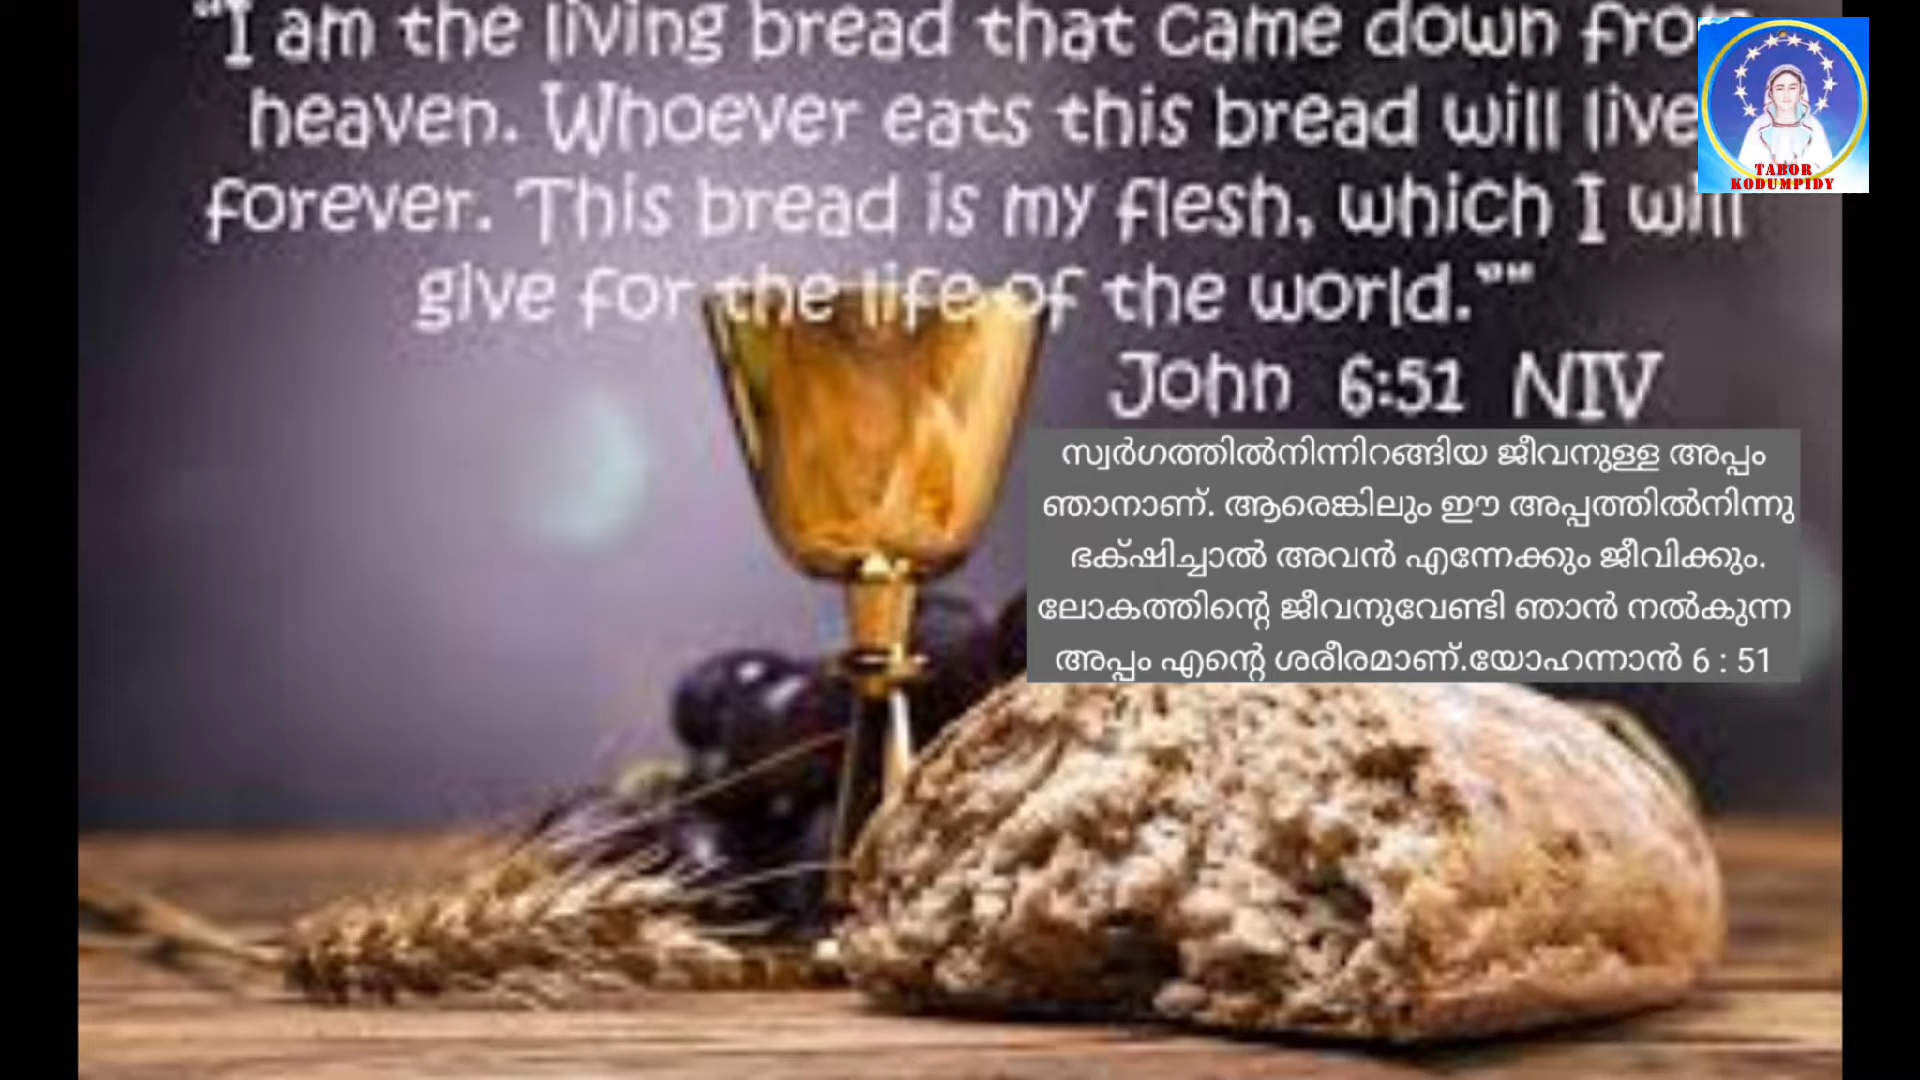 "I am the living bread that came down from
heaven. Whoever eats this bread will live
forever. This bread is my flesh, which I will
give for the life of the world.""
John 6:51 NIV
TABOR
KODUMPIDY
സ്വർഗത്തിൽനിന്നിറങ്ങിയ ജീവനുള്ള അപ്പം
ഞാനാണ്. ആരെങ്കിലും ഈ അപ്പത്തിൽനിന്നു
ഭക്‌ഷിച്ചാൽ അവൻ എന്നേക്കും ജീവിക്കും.
ലോകത്തിന്റെ ജീവനുവേണ്ടി ഞാൻ നൽകുന്ന
അപ്പം എന്റെ ശരീരമാണ്.യോഹന്നാൻ 6 : 51